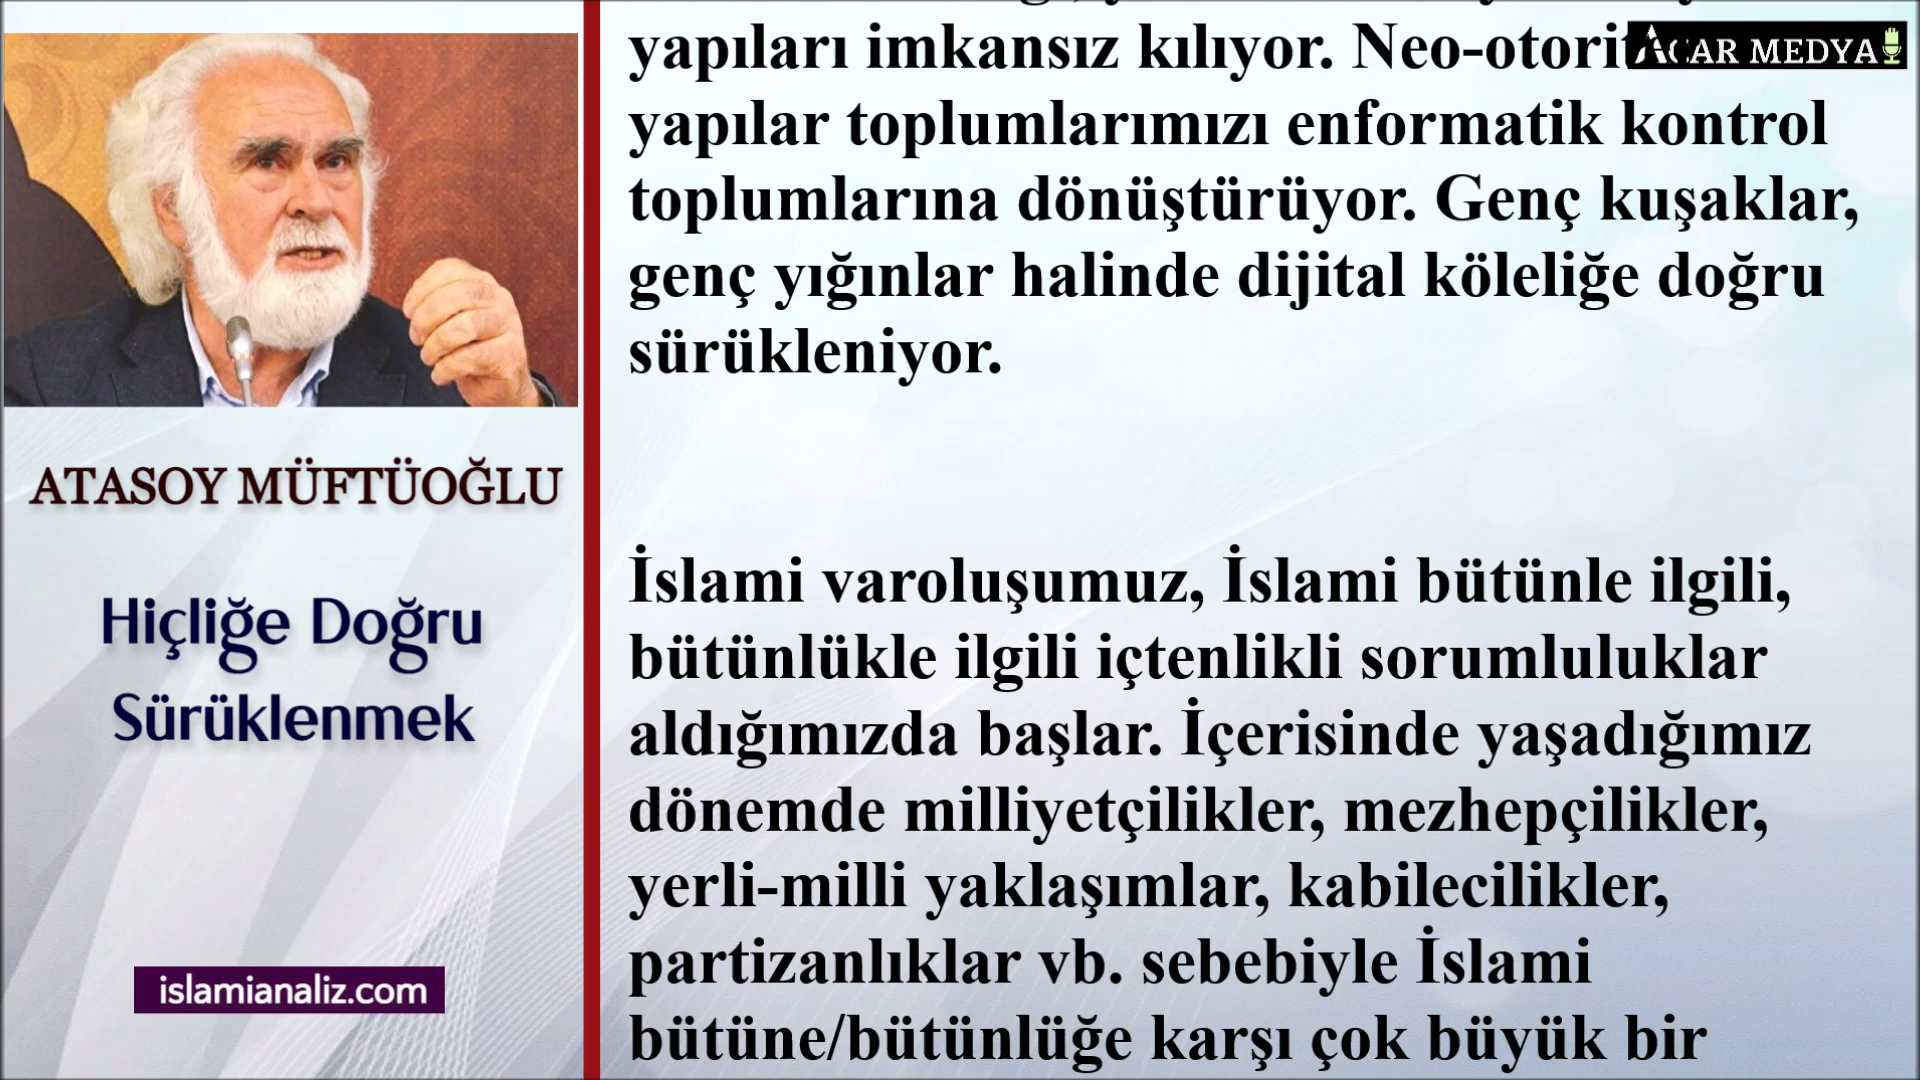 ATASOY MÜFTÜOĞLU
Hiçliğe Doğru
Sürüklenmek
islamianaliz.com
ACAR MEDYA
yapıları imkansız kılıyor.
yapılar toplumlarımızı enformatik kontrol
toplumlarına dönüştürüyor. Genç kuşaklar,
genç yığınlar halinde dijital köleliğe doğru
sürükleniyor.
İslami varoluşumuz, İslami bütünle ilgili,
bütünlükle ilgili içtenlikli sorumluluklar
aldığımızda başlar. İçerisinde yaşadığımız
dönemde milliyetçilikler, mezhepçilikler,
yerli-milli yaklaşımlar, kabilecilikler,
partizanlıklar vb. sebebiyle İslami
bütüne/bütünlüğe karşı çok büyük bir